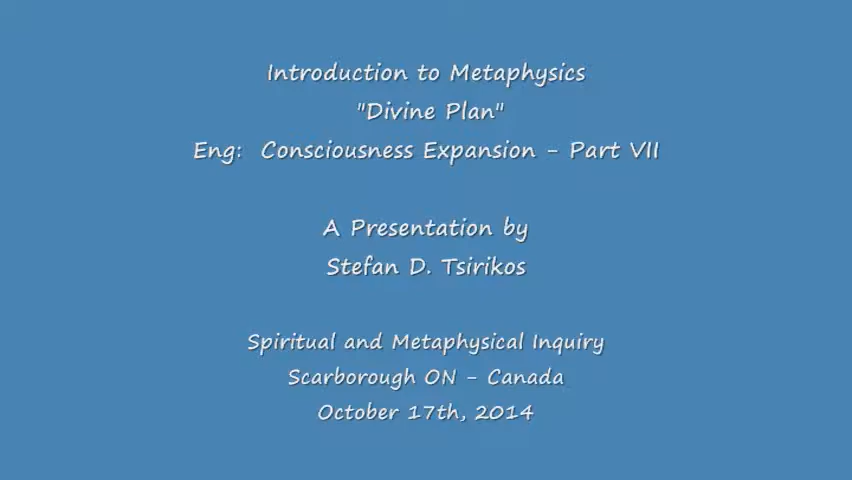 Introduction to Metaphysics
"Divine Plan"
Eng: Consciousness Expansion - Part VII
A Presentation by
Stefan D. Tsirikos
Spiritual and Metaphysical Inquiry
Scarborough ON - Canada
October 17th, 2014